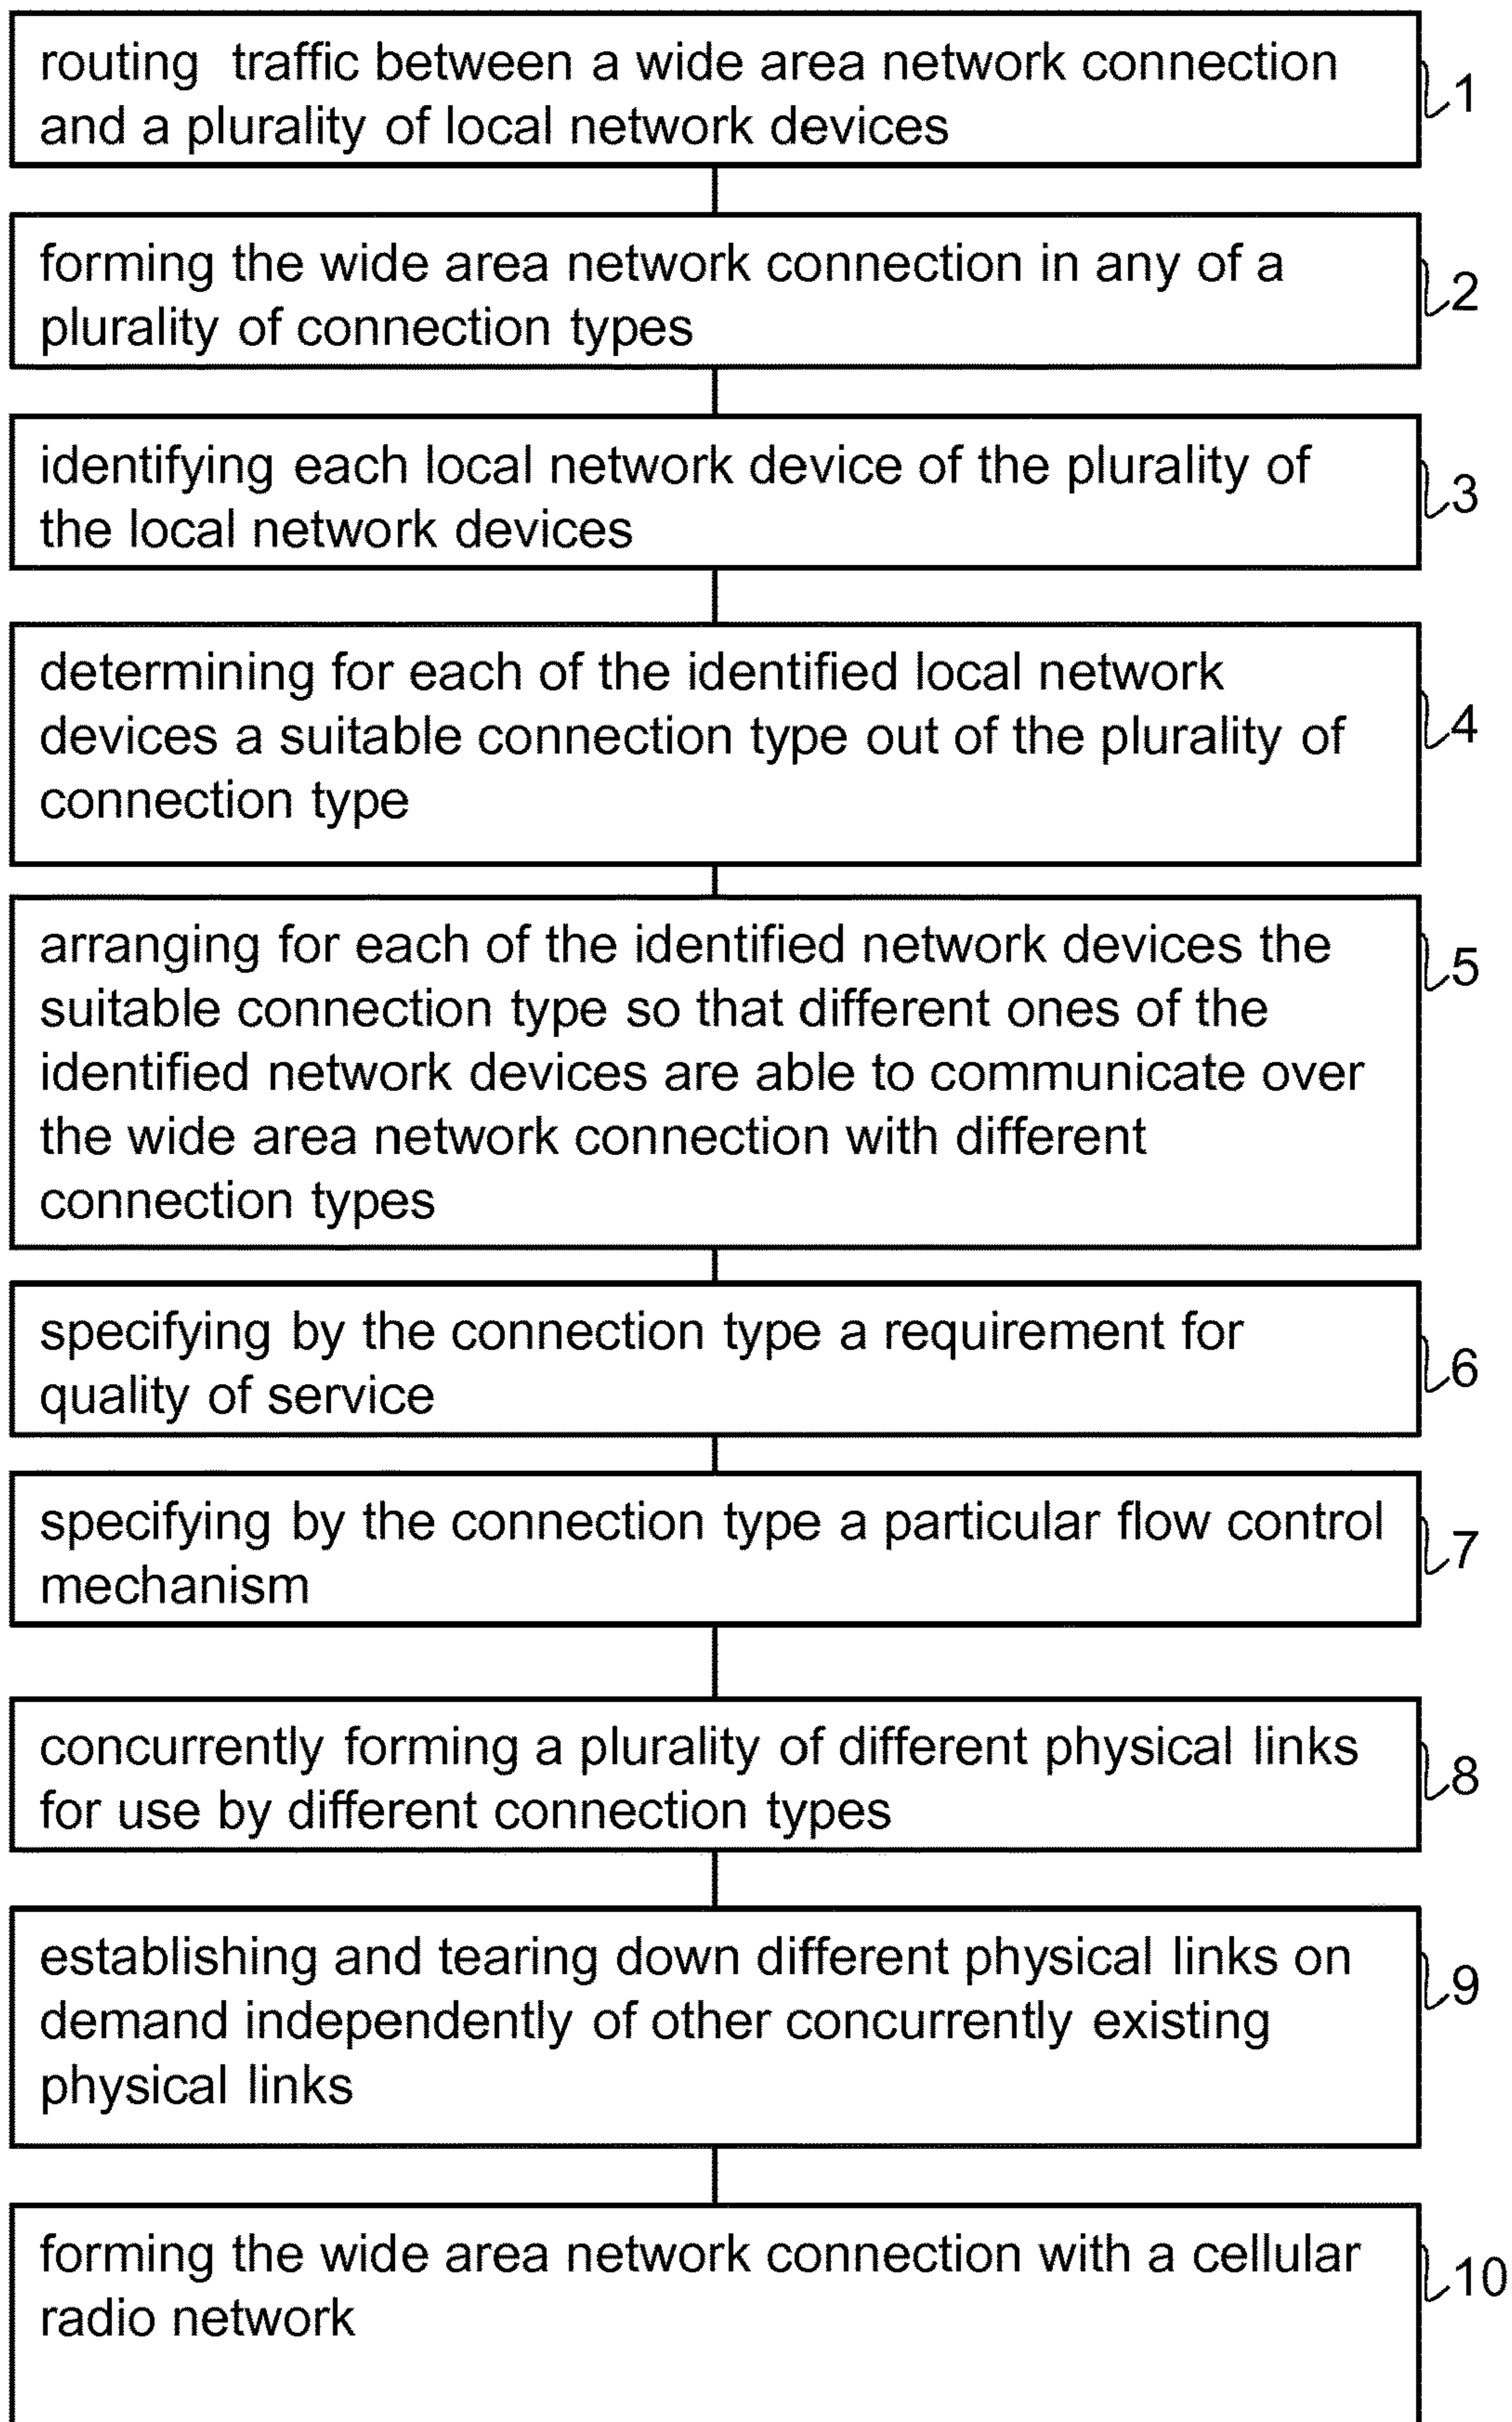 routing traffic between a wide area network connection
and a plurality of local network devices
1
forming the wide area network connection in any of a
plurality of connection types
2
identifying each local network device of the plurality of
the local network devices
3
determining for each of the identified local network
devices a suitable connection type out of the plurality of
connection type
4
arranging for each of the identified network devices the
suitable connection type so that different ones of the
identified network devices are able to communicate over
the wide area network connection with different
connection types
5
specifying by the connection type a requirement for
quality of service
6
specifying by the connection type a particular flow control
mechanism
7
concurrently forming a plurality of different physical links
for use by different connection types
8
establishing and tearing down different physical links on
demand independently of other concurrently existing
physical links
9
forming the wide area network connection with a cellular
radio network
10